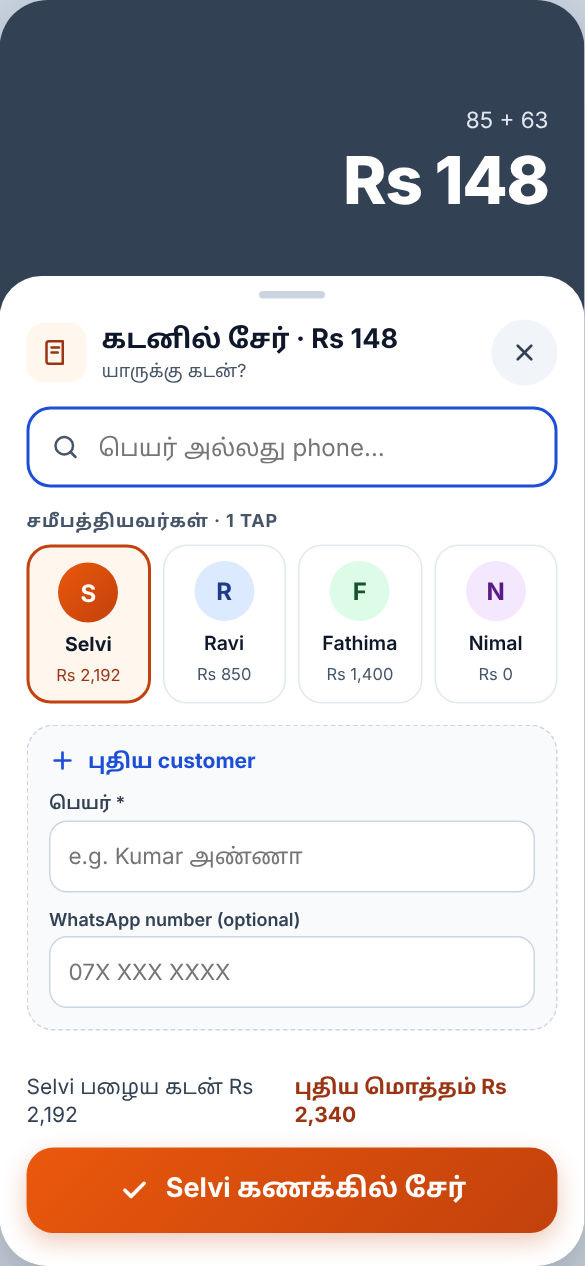 85 + 63
Rs 148
கடனில் சேர் · Rs 148
யாருக்கு கடன்?
பெயர் அல்லது phone...
சமீபத்தியவர்கள் · 1 TAP
S
R
F
N
Selvi
Ravi
Fathima
Nimal
Rs 2,192
Rs 850
Rs 1,400
Rs 0
+ புதிய customer
பெயர் *
e.g. Kumar அண்ணா
WhatsApp number (optional)
07X XXX XXXX
Selvi பழைய கடன் Rs
2,192
புதிய மொத்தம் Rs
2,340
Selvi கணக்கில் சேர்